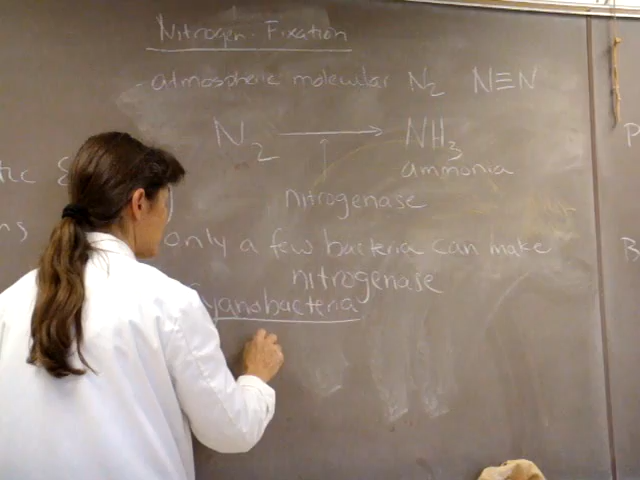 Nitrogen Fixation
- atmospheric molecular N2 N≡N
N2 → NH3
ammonia
nitrogenase
only a few bacteria can make
nitrogenase
Cyanobacteria